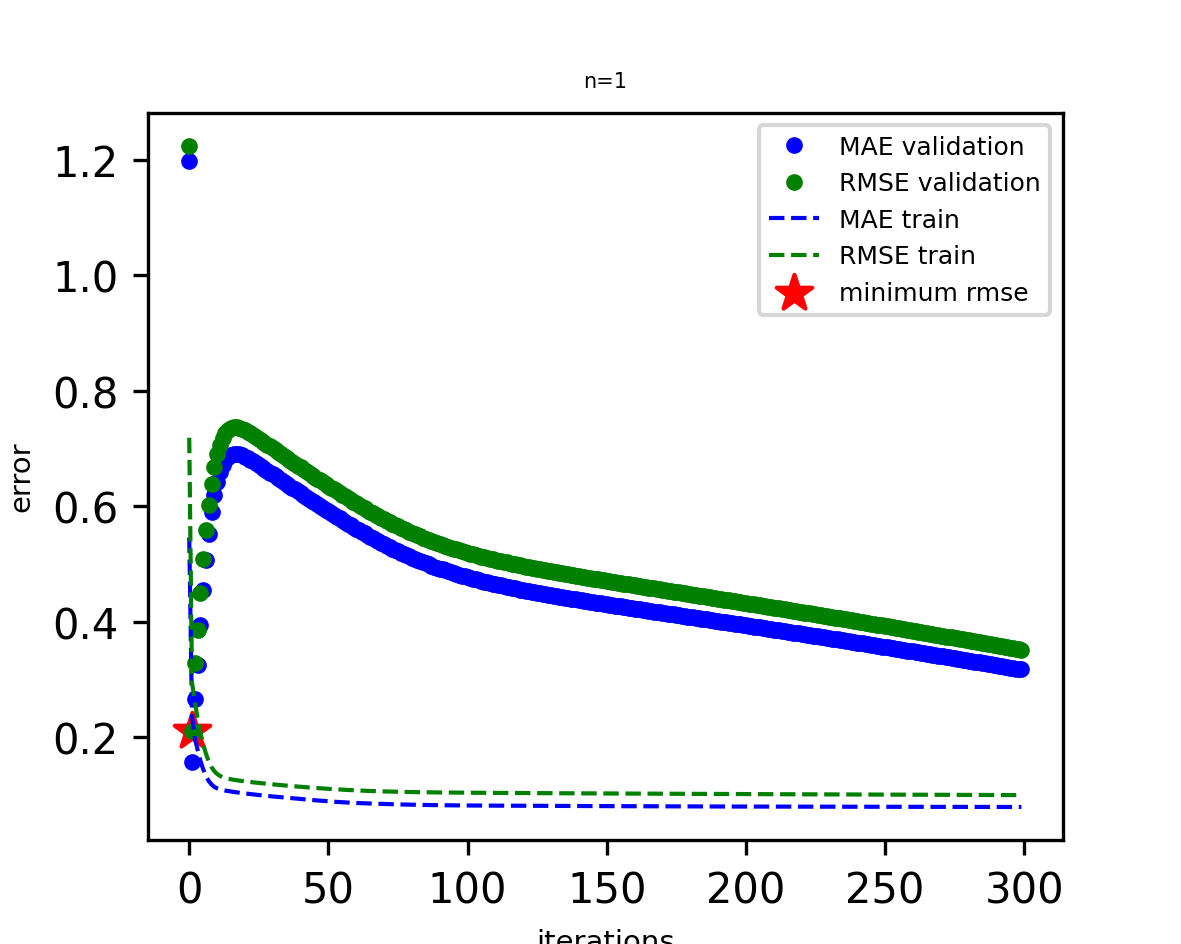 n=1
1.2
1.0
0.8
0.6
0.4
0.2
error
MAE validation
RMSE validation
MAE train
RMSE train
minimum rmse
0 50 100 150 200 250 300
iterations